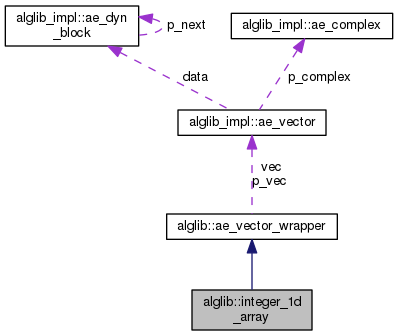 alglib_impl::ae_dyn
_block
p_next
alglib_impl::ae_complex
data
p_complex
alglib_impl::ae_vector
vec
p_vec
alglib::ae_vector_wrapper
alglib::integer_1d
_array